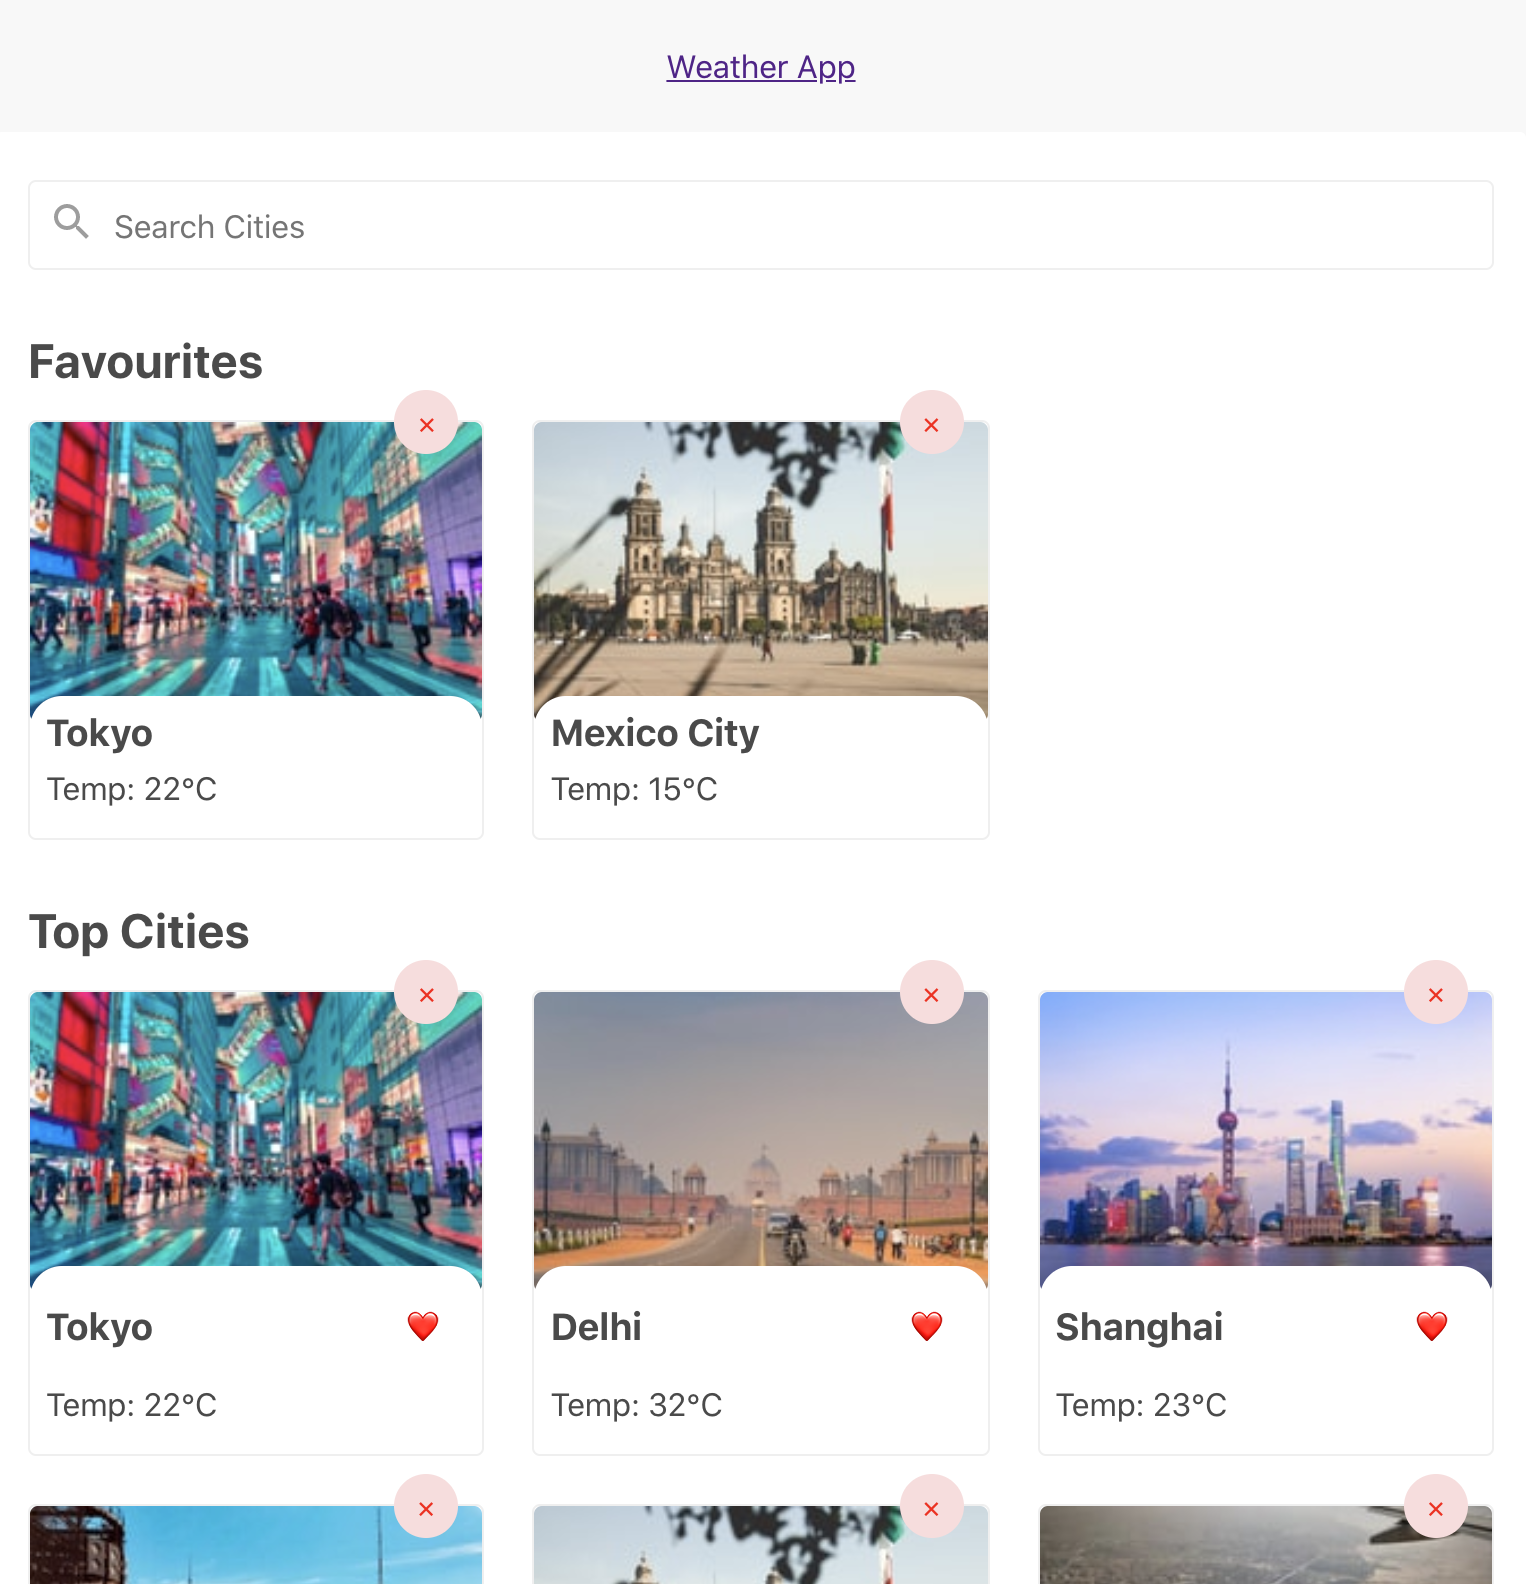 Weather App
Search Cities
Favourites
×
×
Tokyo
Mexico City
Temp: 22°C
Temp: 15°C
Top Cities
×
×
×
Tokyo
Delhi
Shanghai
Temp: 22°C
Temp: 32°C
Temp: 23°C
×
×
×